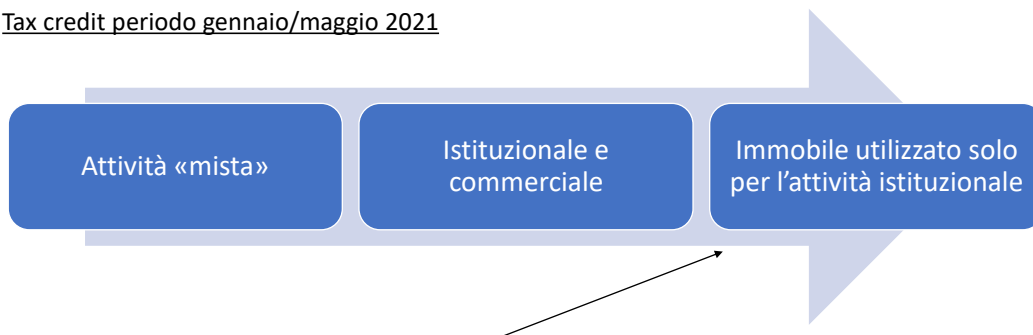 Tax credit periodo gennaio/maggio 2021
Attività «mista»
Istituzionale e
commerciale
Immobile utilizzato solo
per l’attività istituzionale